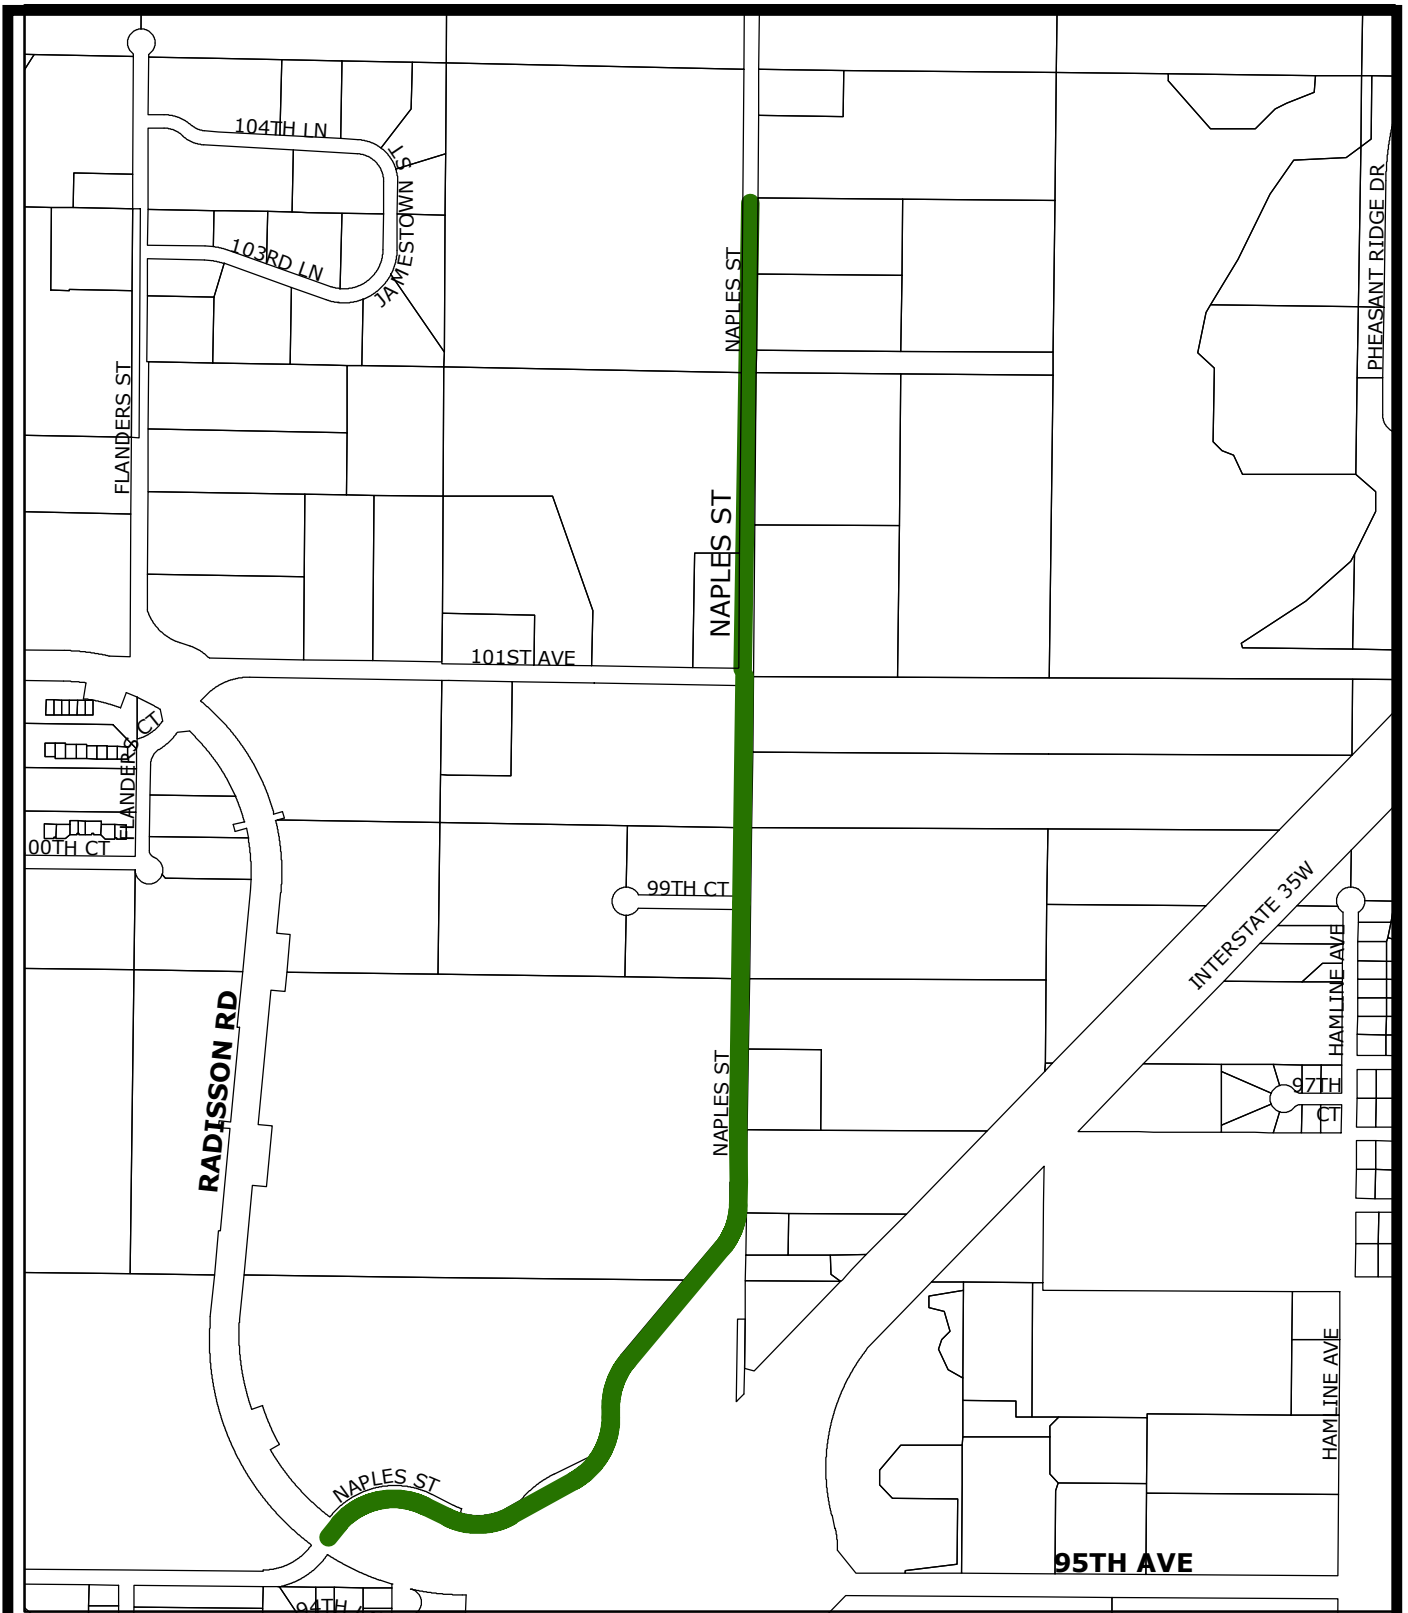 104TH LN
JAMESTOWN ST
103RD LN
NAPLES ST
PHEASANT RIDGE DR
FLANDERS ST
NAPLES ST
101ST AVE
FLANDERS CT
00TH CT
99TH CT
INTERSTATE 35W
HAMLINE AVE
RADISSON RD
NAPLES ST
97TH
CT
HAMLINE AVE
NAPLES ST
95TH AVE
94TH